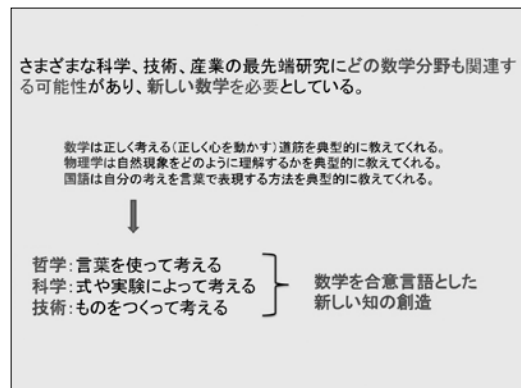 さまざまな科学、技術、産業の最先端研究にどの数学分野も関連す
る可能性があり、新しい数学を必要としている。
数学は正しく考える(正しく心を動かす)道筋を典型的に教えてくれる。
物理学は自然現象をどのように理解するかを典型的に教えてくれる。
国語は自分の考えを言葉で表現する方法を典型的に教えてくれる。
哲学:言葉を使って考える
科学:式や実験によって考える
技術:ものをつくって考える
数学を合意言語とした
新しい知の創造